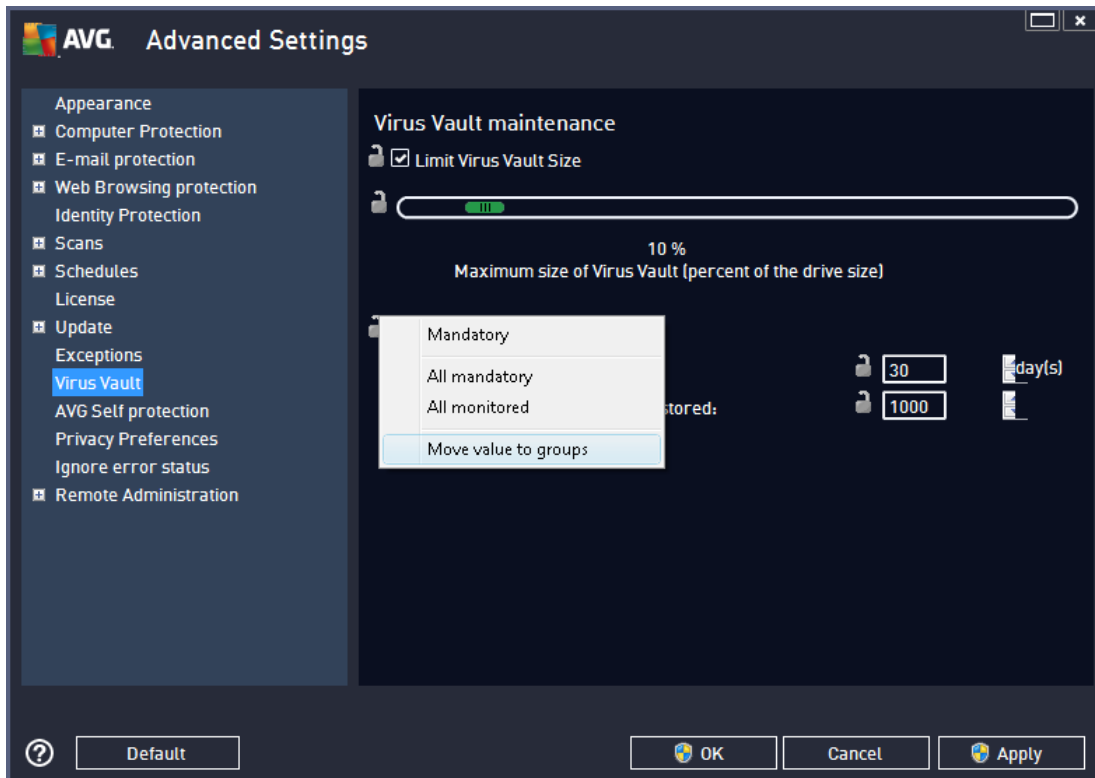 AVG. Advanced Settings
Appearance
Computer Protection
E-mail protection
Web Browsing protection
Identity Protection
Scans
Schedules
License
Update
Exceptions
Virus Vault
AVG Self protection
Privacy Preferences
Ignore error status
Remote Administration
Virus Vault maintenance
Limit Virus Vault Size
10 %
Maximum size of Virus Vault (percent of the drive size)
Mandatory
All mandatory
All monitored
Move value to groups
30 day(s)
stored: 1000
Default
OK
Cancel
Apply